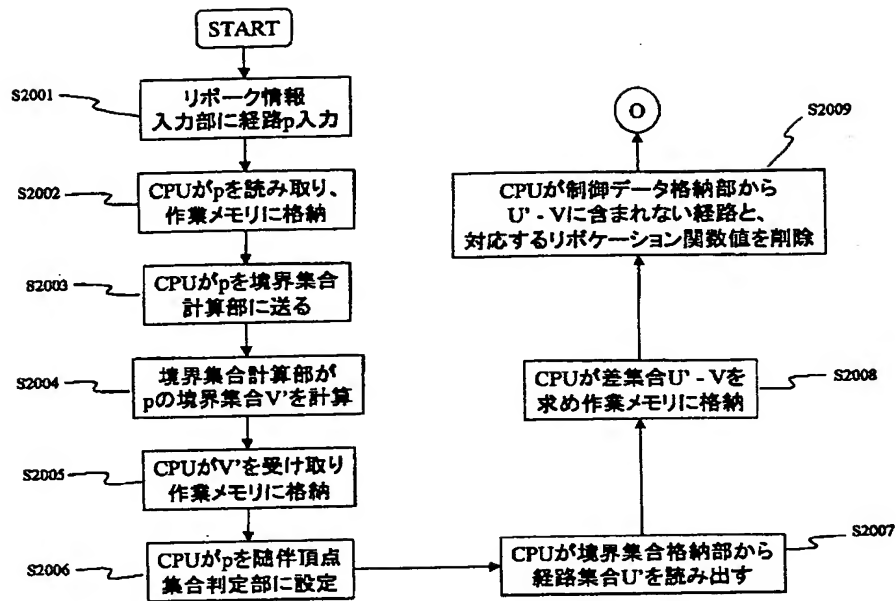 START
S2001
リポーク情報
入力部に経路p入力
S2002
CPUがpを読み取り、
作業メモリに格納
S2003
CPUがpを境界集合
計算部に送る
S2004
境界集合計算部が
pの境界集合V'を計算
S2005
CPUがV'を受け取り
作業メモリに格納
S2006
CPUがpを随伴頂点
集合判定部に設定
S2007
CPUが境界集合格納部から
経路集合U'を読み出す
S2008
CPUが差集合U' - Vを
求め作業メモリに格納
S2009
CPUが制御データ格納部から
U' - Vに含まれない経路と、
対応するリボケーション関数値を削除
O